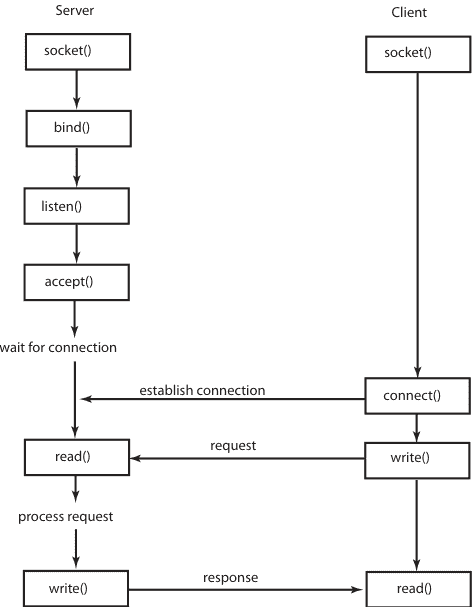 Server
Client
socket()
socket()
bind()
listen()
accept()
wait for connection
establish connection
connect()
read()
request
write()
process request
write()
response
read()